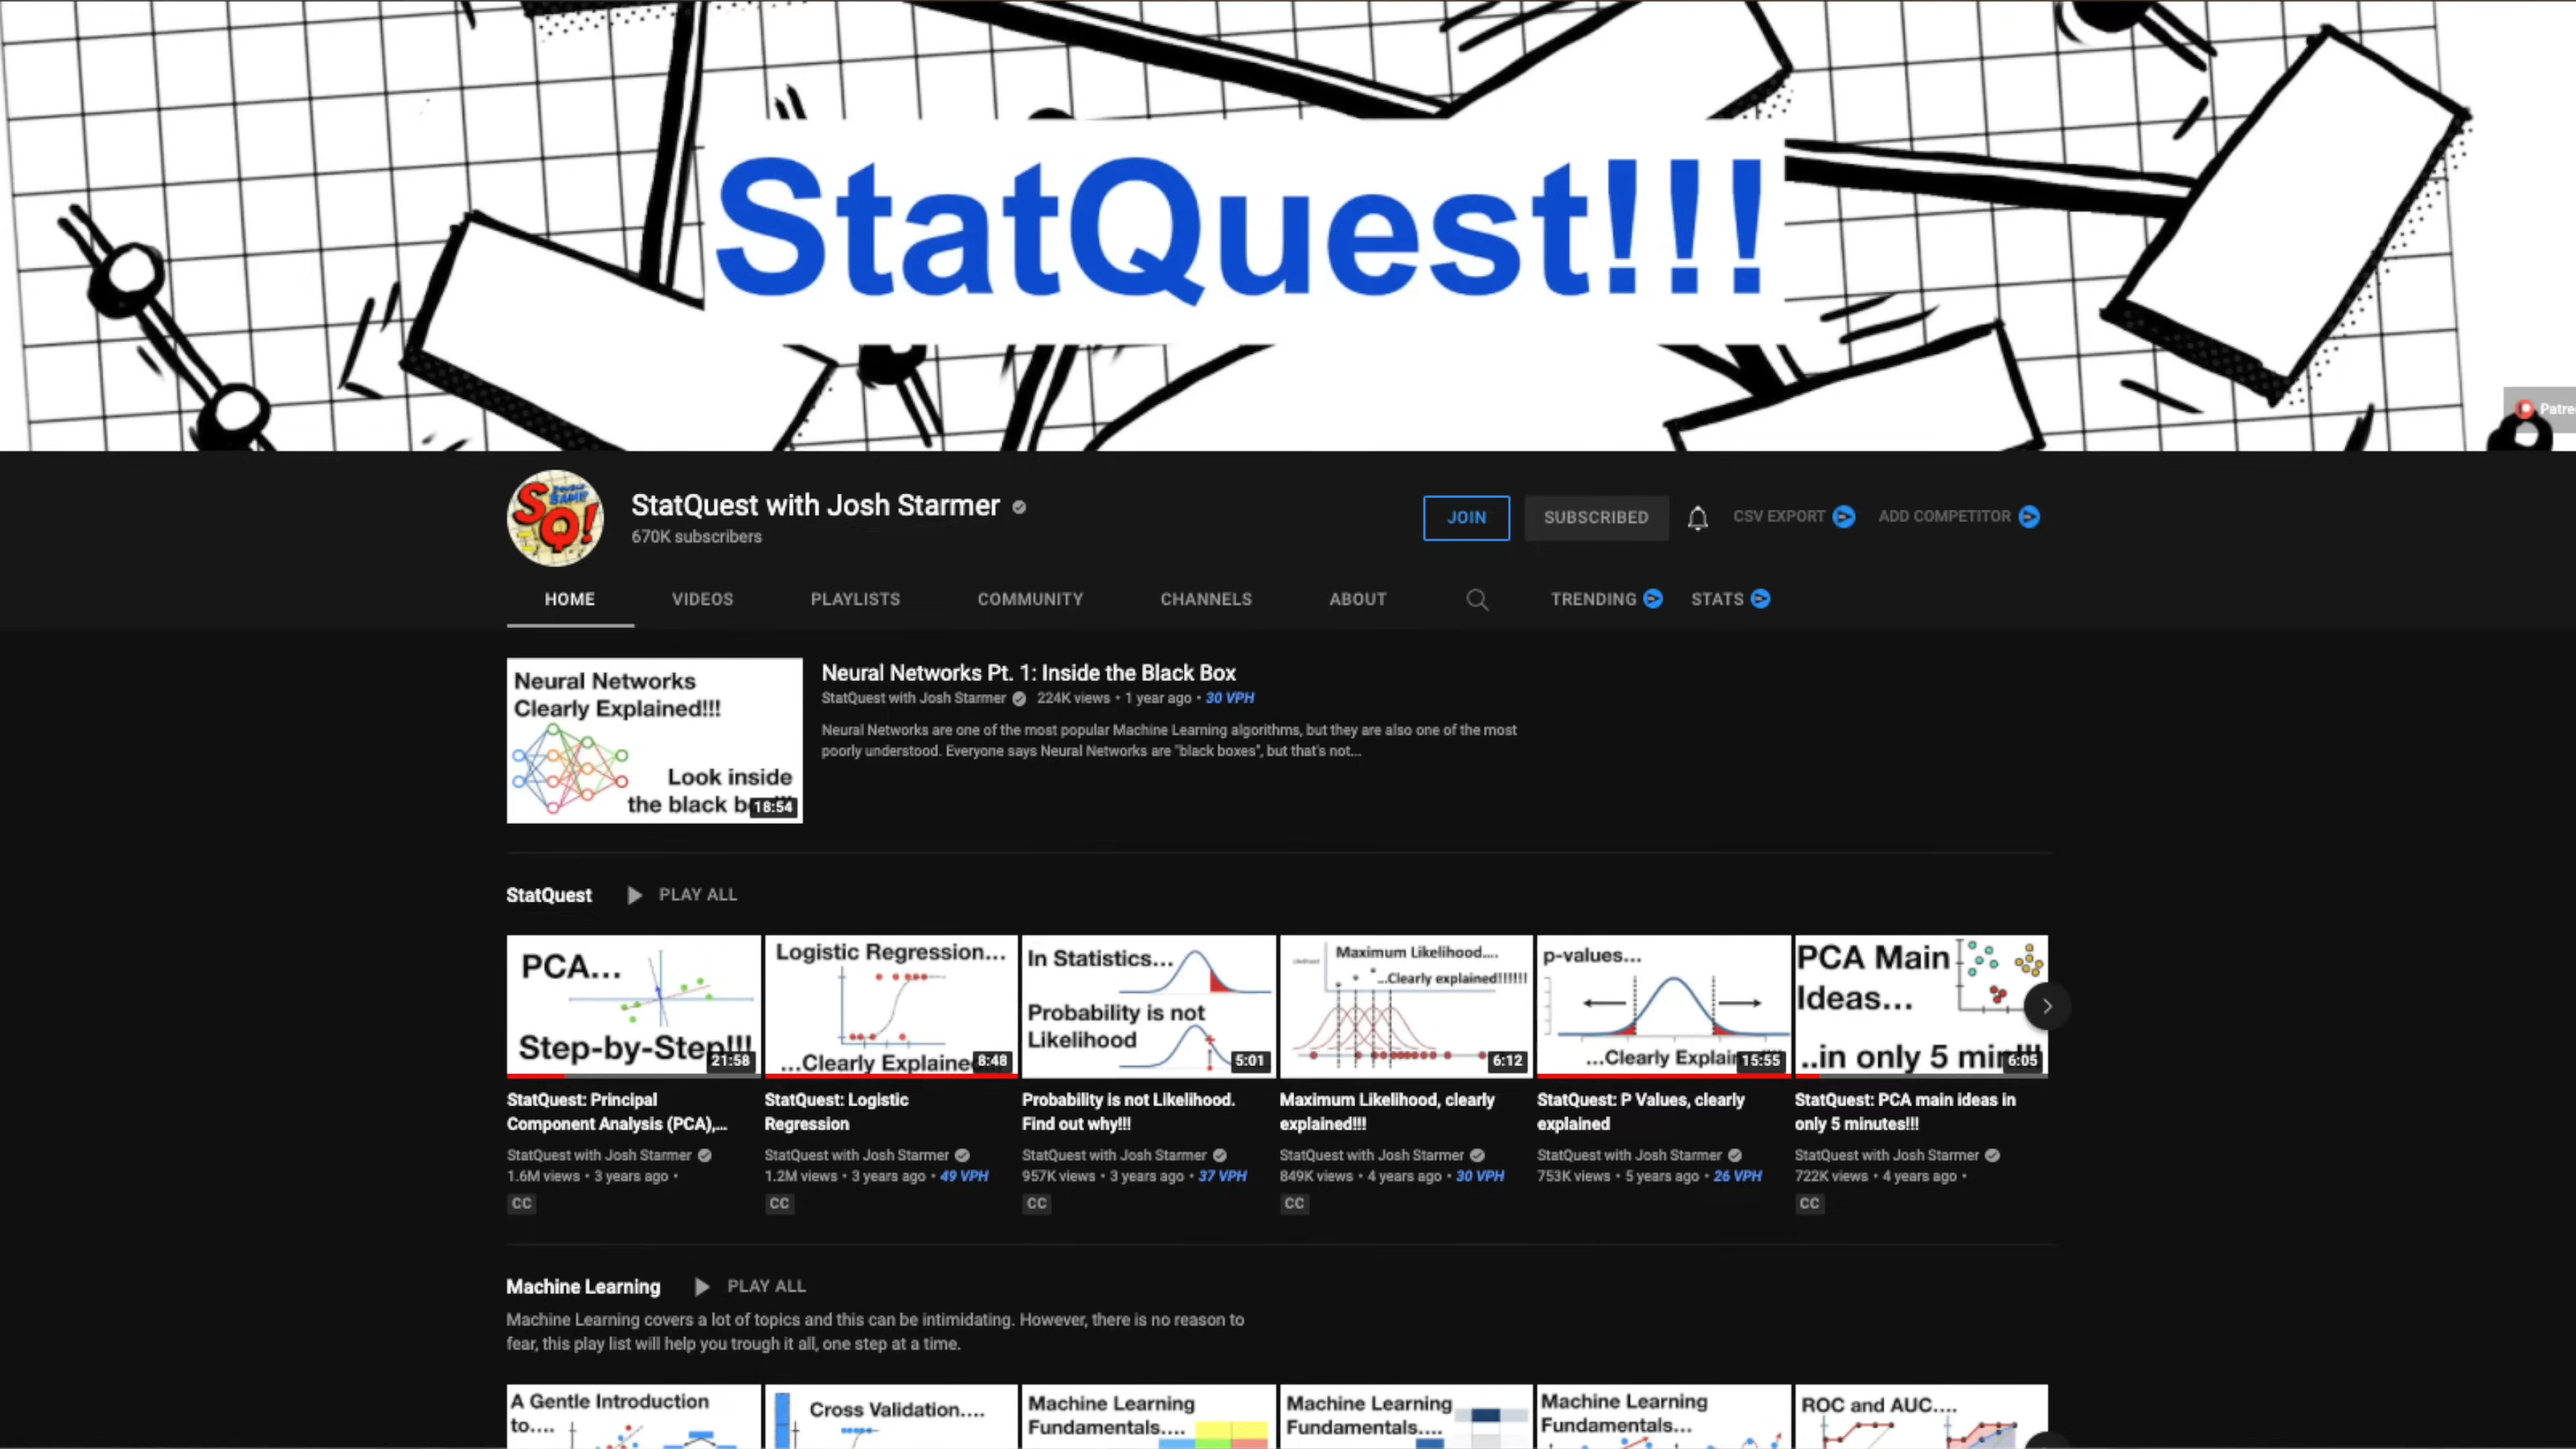 StatQuest!!!
Patre
SQ!
StatQuest with Josh Starmer
670K subscribers
JOIN
SUBSCRIBED
CSV EXPORT
ADD COMPETITOR
HOME
VIDEOS
PLAYLISTS
COMMUNITY
CHANNELS
ABOUT
TRENDING
STATS
Neural Networks
Clearly Explained!!!
Look inside
the black b
18:54
Neural Networks Pt. 1: Inside the Black Box
StatQuest with Josh Starmer 224K views • 1 year ago • 30 VPH
Neural Networks are one of the most popular Machine Learning algorithms, but they are also one of the most
poorly understood. Everyone says Neural Networks are "black boxes", but that's not...
StatQuest
PLAY ALL
PCA...
Step-by-Step!!!
21:58
StatQuest: Principal
Component Analysis (PCA),...
StatQuest with Josh Starmer
1.6M views • 3 years ago •
CC
Logistic Regression...
...Clearly Explaine
8:48
StatQuest: Logistic
Regression
StatQuest with Josh Starmer
1.2M views • 3 years ago • 49 VPH
CC
In Statistics...
Probability is not
Likelihood
5:01
Probability is not Likelihood.
Find out why!!!
StatQuest with Josh Starmer
957K views • 3 years ago • 37 VPH
CC
Maximum Likelihood....
...Clearly explained!!!!!!
6:12
Maximum Likelihood, clearly
explained!!!
StatQuest with Josh Starmer
849K views • 4 years ago • 30 VPH
CC
p-values...
...Clearly Explain
15:55
StatQuest: P Values, clearly
explained
StatQuest with Josh Starmer
753K views • 5 years ago • 26 VPH
PCA Main
Ideas...
..in only 5 min!!!
6:05
StatQuest: PCA main ideas in
only 5 minutes!!!
StatQuest with Josh Starmer
722K views • 4 years ago •
CC
Machine Learning
PLAY ALL
Machine Learning covers a lot of topics and this can be intimidating. However, there is no reason to
fear, this play list will help you trough it all, one step at a time.
A Gentle Introduction
to....
Cross Validation....
Machine Learning
Fundamentals....
Machine Learning
Fundamentals....
Machine Learning
Fundamentals...
ROC and AUC....